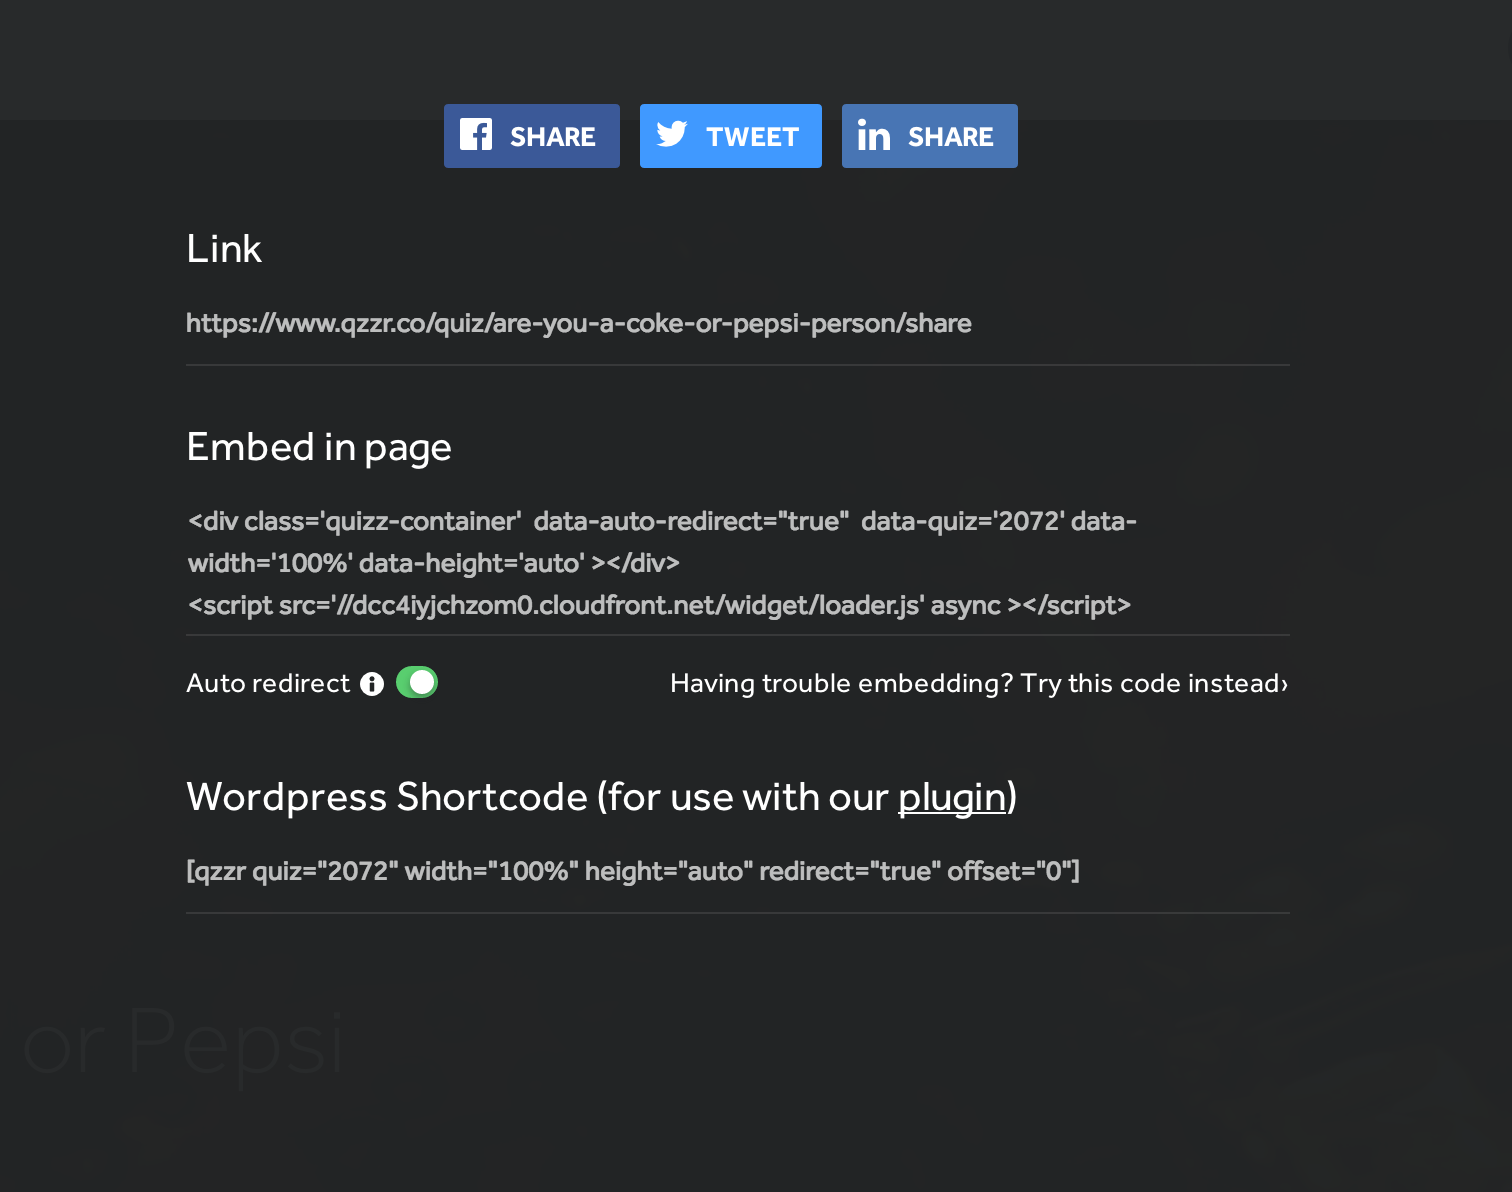 SHARE TWEET in SHARE
Link
https://www.qzzr.co/quiz/are-you-a-coke-or-pepsi-person/share
Embed in page
<div class='quizz-container'  data-auto-redirect="true"  data-quiz='2072' data-
width='100%' data-height='auto' ></div>
<script src='//dcc4iyjchzom0.cloudfront.net/widget/loader.js' async ></script>
Auto redirect Having trouble embedding? Try this code instead›
Wordpress Shortcode (for use with our plugin)
[qzzr quiz="2072" width="100%" height="auto" redirect="true" offset="0"]
or Pepsi